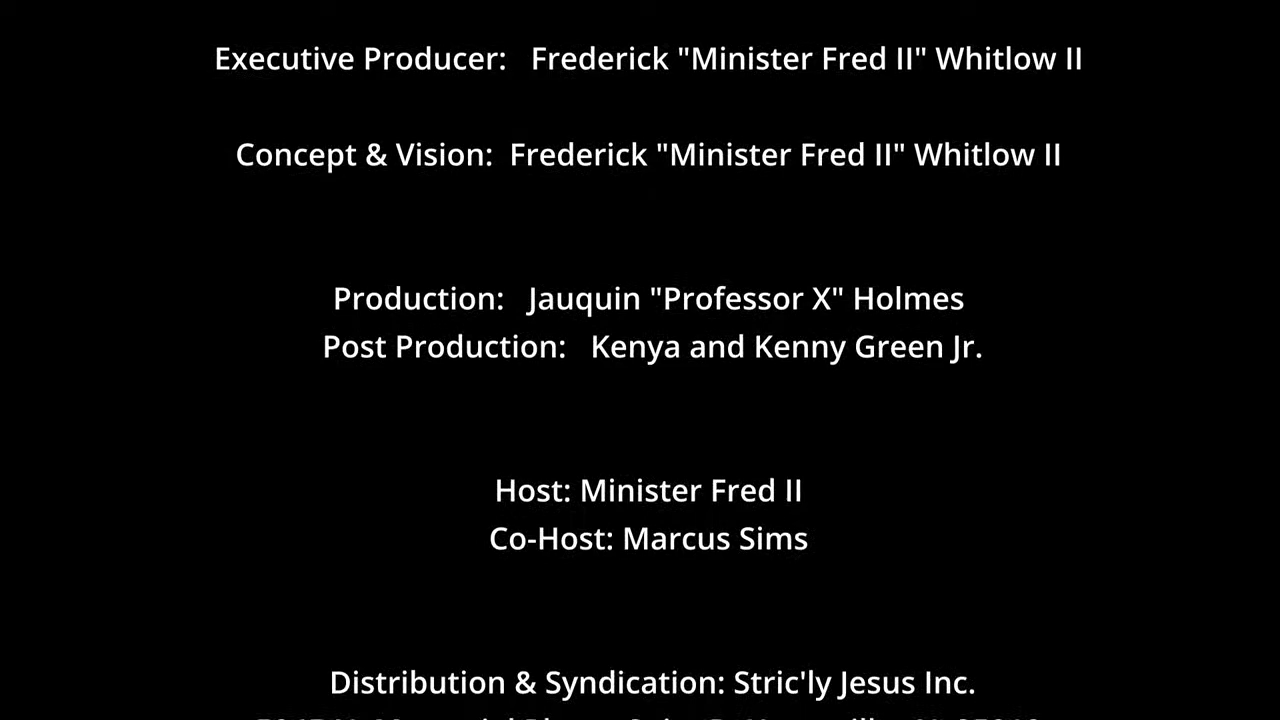 Executive Producer:   Frederick "Minister Fred II" Whitlow II
Concept & Vision:  Frederick "Minister Fred II" Whitlow II
Production:   Jauquin "Professor X" Holmes
Post Production:   Kenya and Kenny Green Jr.
Host: Minister Fred II
Co-Host: Marcus Sims
Distribution & Syndication: Stric'ly Jesus Inc.